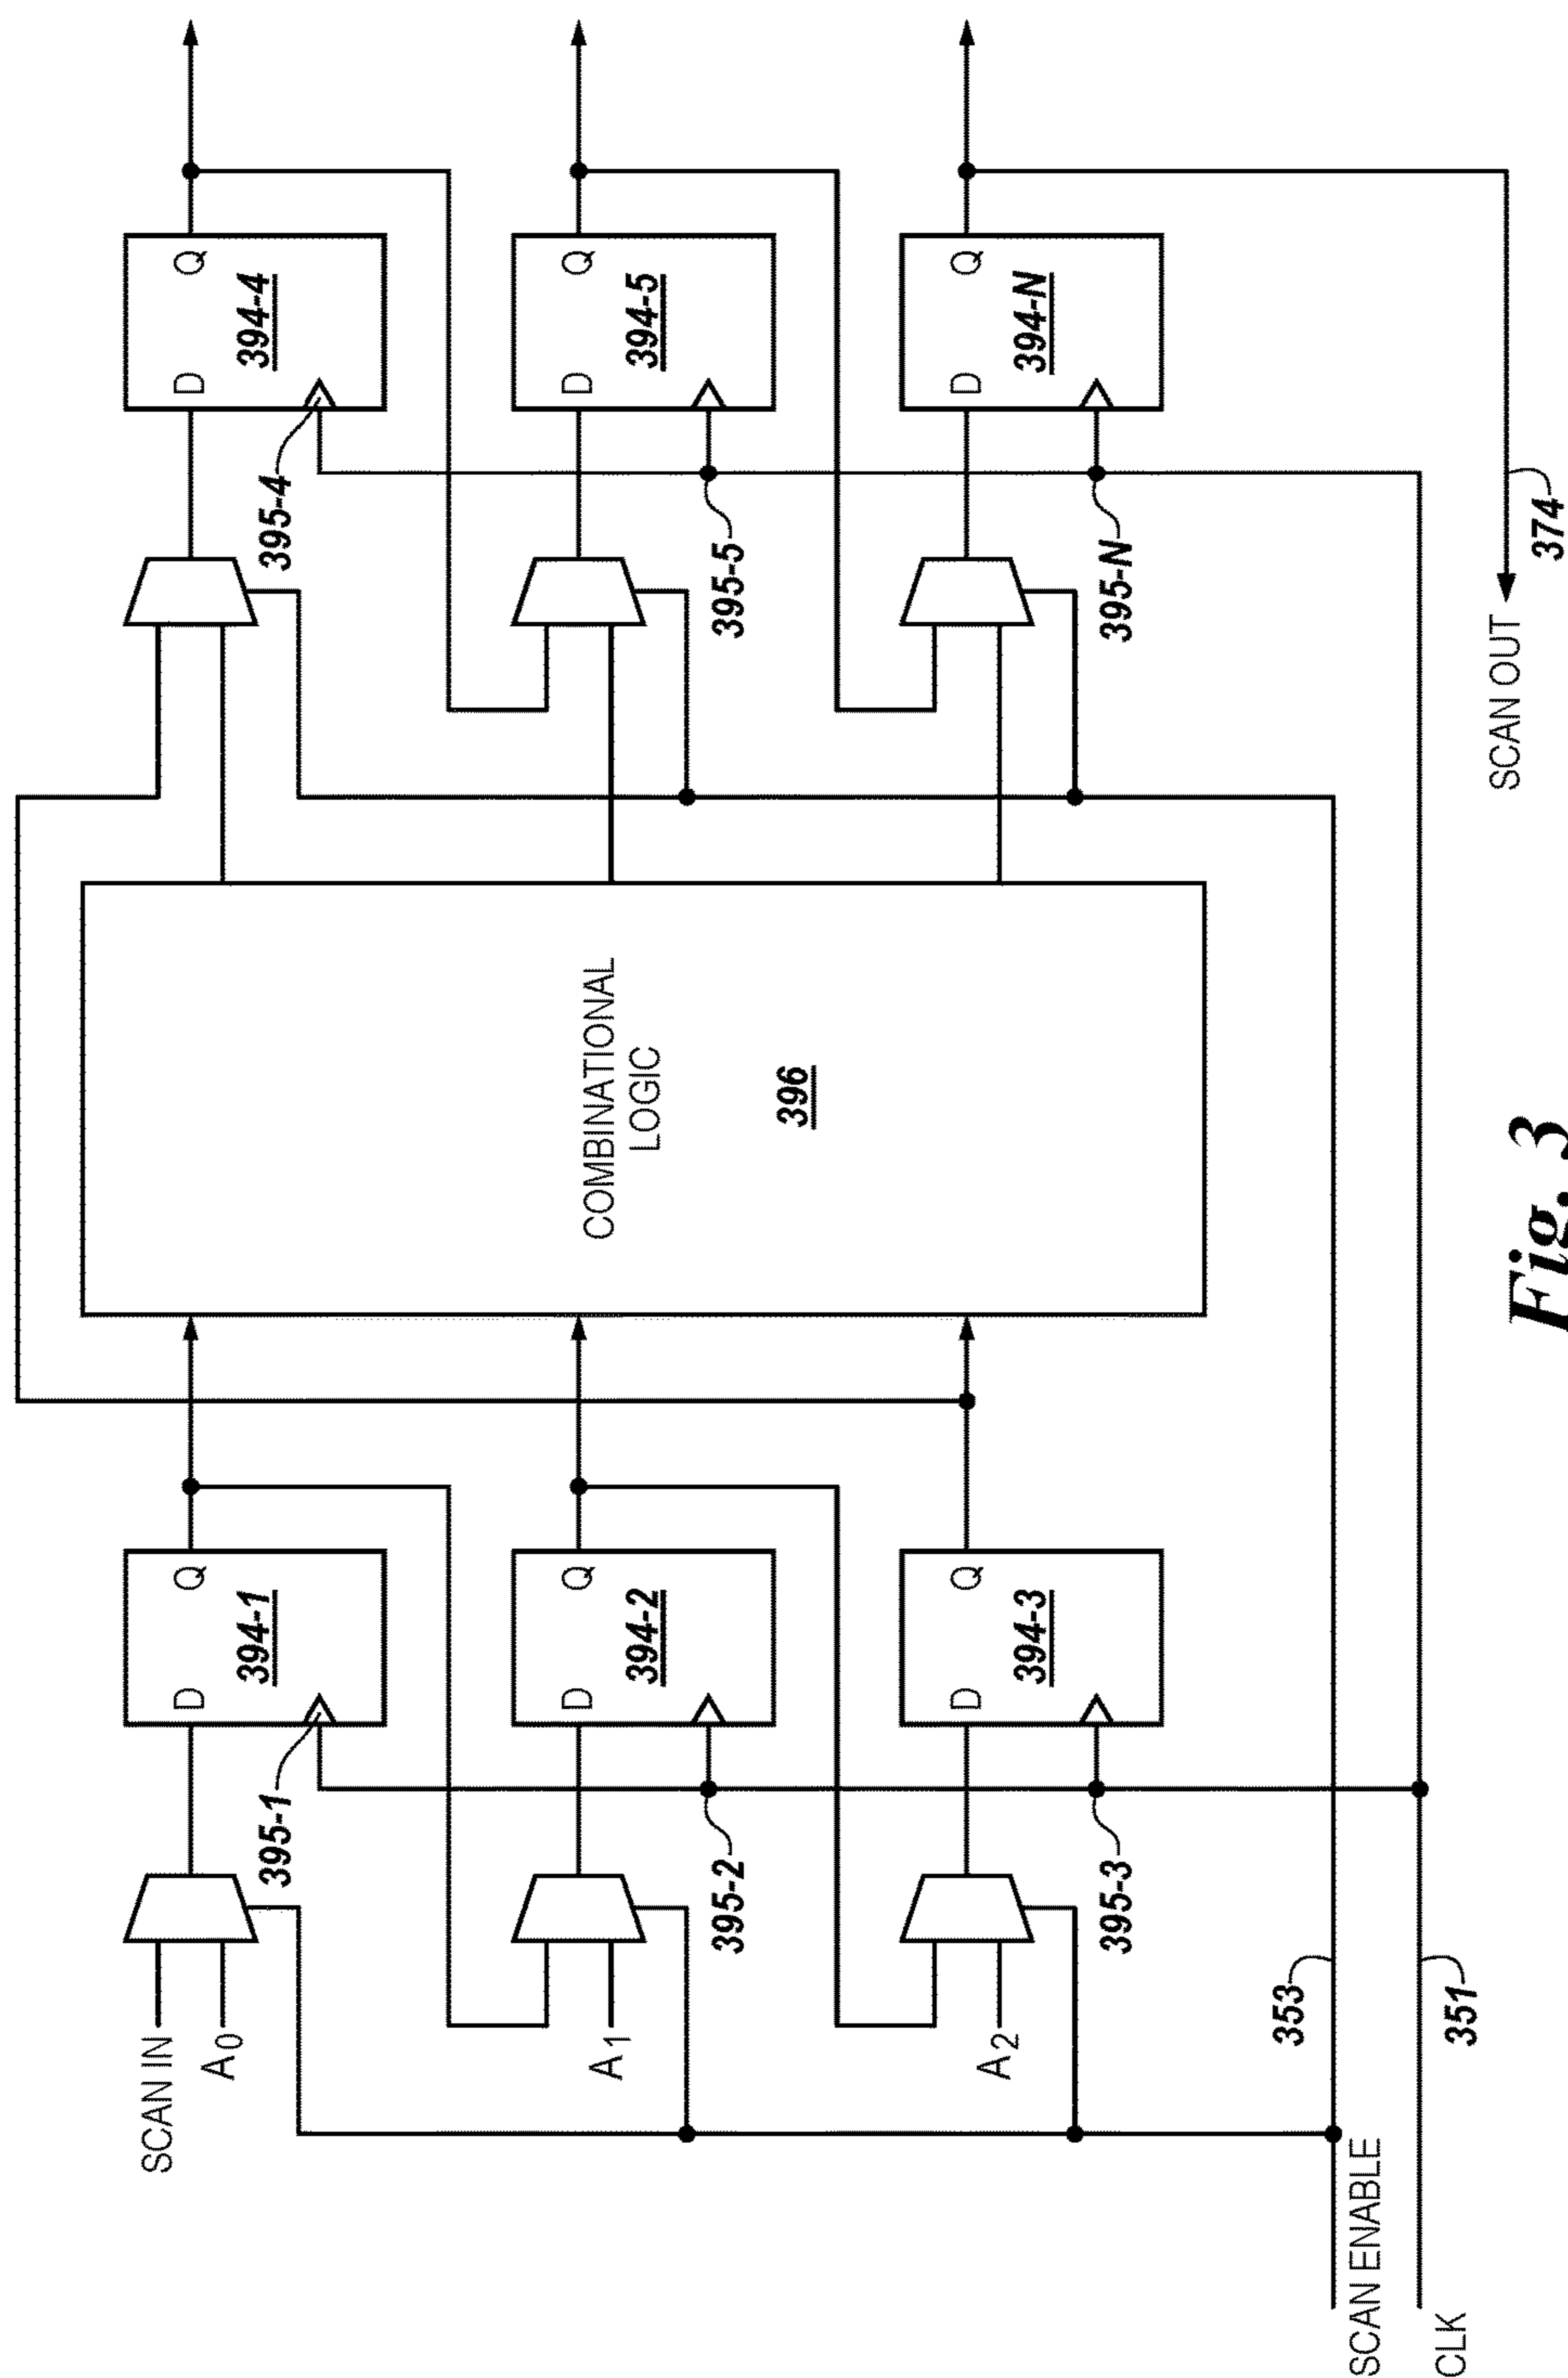 SCAN IN
A0
D
Q
394-1
395-1
A1
D
Q
394-2
395-2
A2
D
Q
394-3
395-3
COMBINATIONAL
LOGIC
396
D
Q
394-4
395-4
D
Q
394-5
395-5
D
Q
394-N
395-N
353
SCAN ENABLE
351
CLK
SCAN OUT
374
Fig. 3